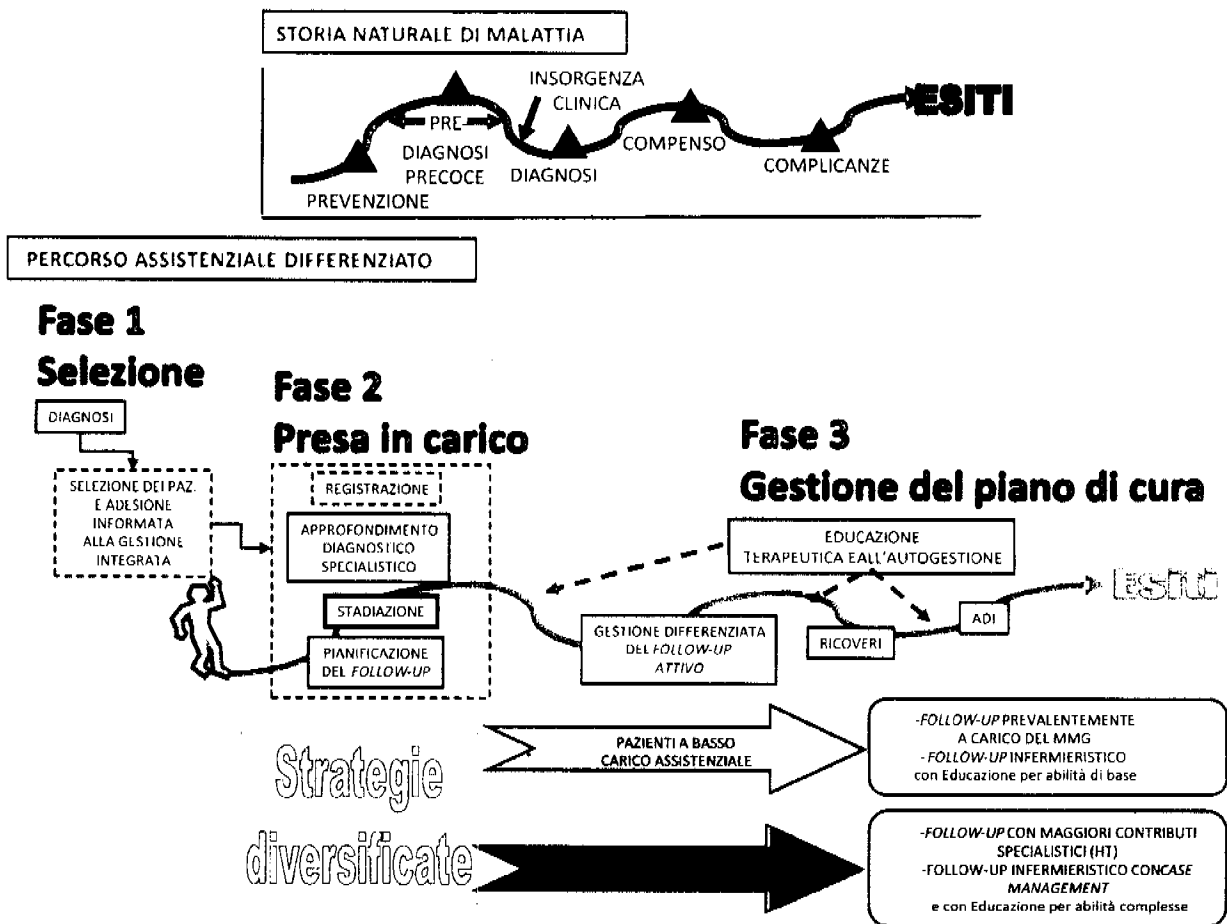 STORIA NATURALE DI MALATTIA
INSORGENZA
CLINICA
ESITI
PRE
DIAGNOSI
PRECOCE
DIAGNOSI
COMPENSO
COMPLICANZE
PREVENZIONE
PERCORSO ASSISTENZIALE DIFFERENZIATO
Fase 1
Selezione
DIAGNOSI
SELEZIONE DEI PAZ.
E ADESIONE
INFORMATA
ALLA GESTIONE
INTEGRATA
Fase 2
Presa in carico
REGISTRAZIONE
APPROFONDIMENTO
DIAGNOSTICO
SPECIALISTICO
STADIAZIONE
PIANIFICAZIONE
DEL FOLLOW-UP
Fase 3
Gestione del piano di cura
EDUCAZIONE
TERAPEUTICA EALL'AUTOGESTIONE
GESTIONE DIFFERENZIATA
DEL FOLLOW-UP
ATTIVO
RICOVERI
ADI
Esiti
Strategie
diversificate
PAZIENTI A BASSO
CARICO ASSISTENZIALE
-FOLLOW-UP PREVALENTEMENTE
A CARICO DEL MMG
-FOLLOW-UP INFERMIERISTICO
con Educazione per abilità di base
-FOLLOW-UP CON MAGGIORI CONTRIBUTI
SPECIALISTICI (HT)
-FOLLOW-UP INFERMIERISTICO CONCASE
MANAGEMENT
e con Educazione per abilità complesse